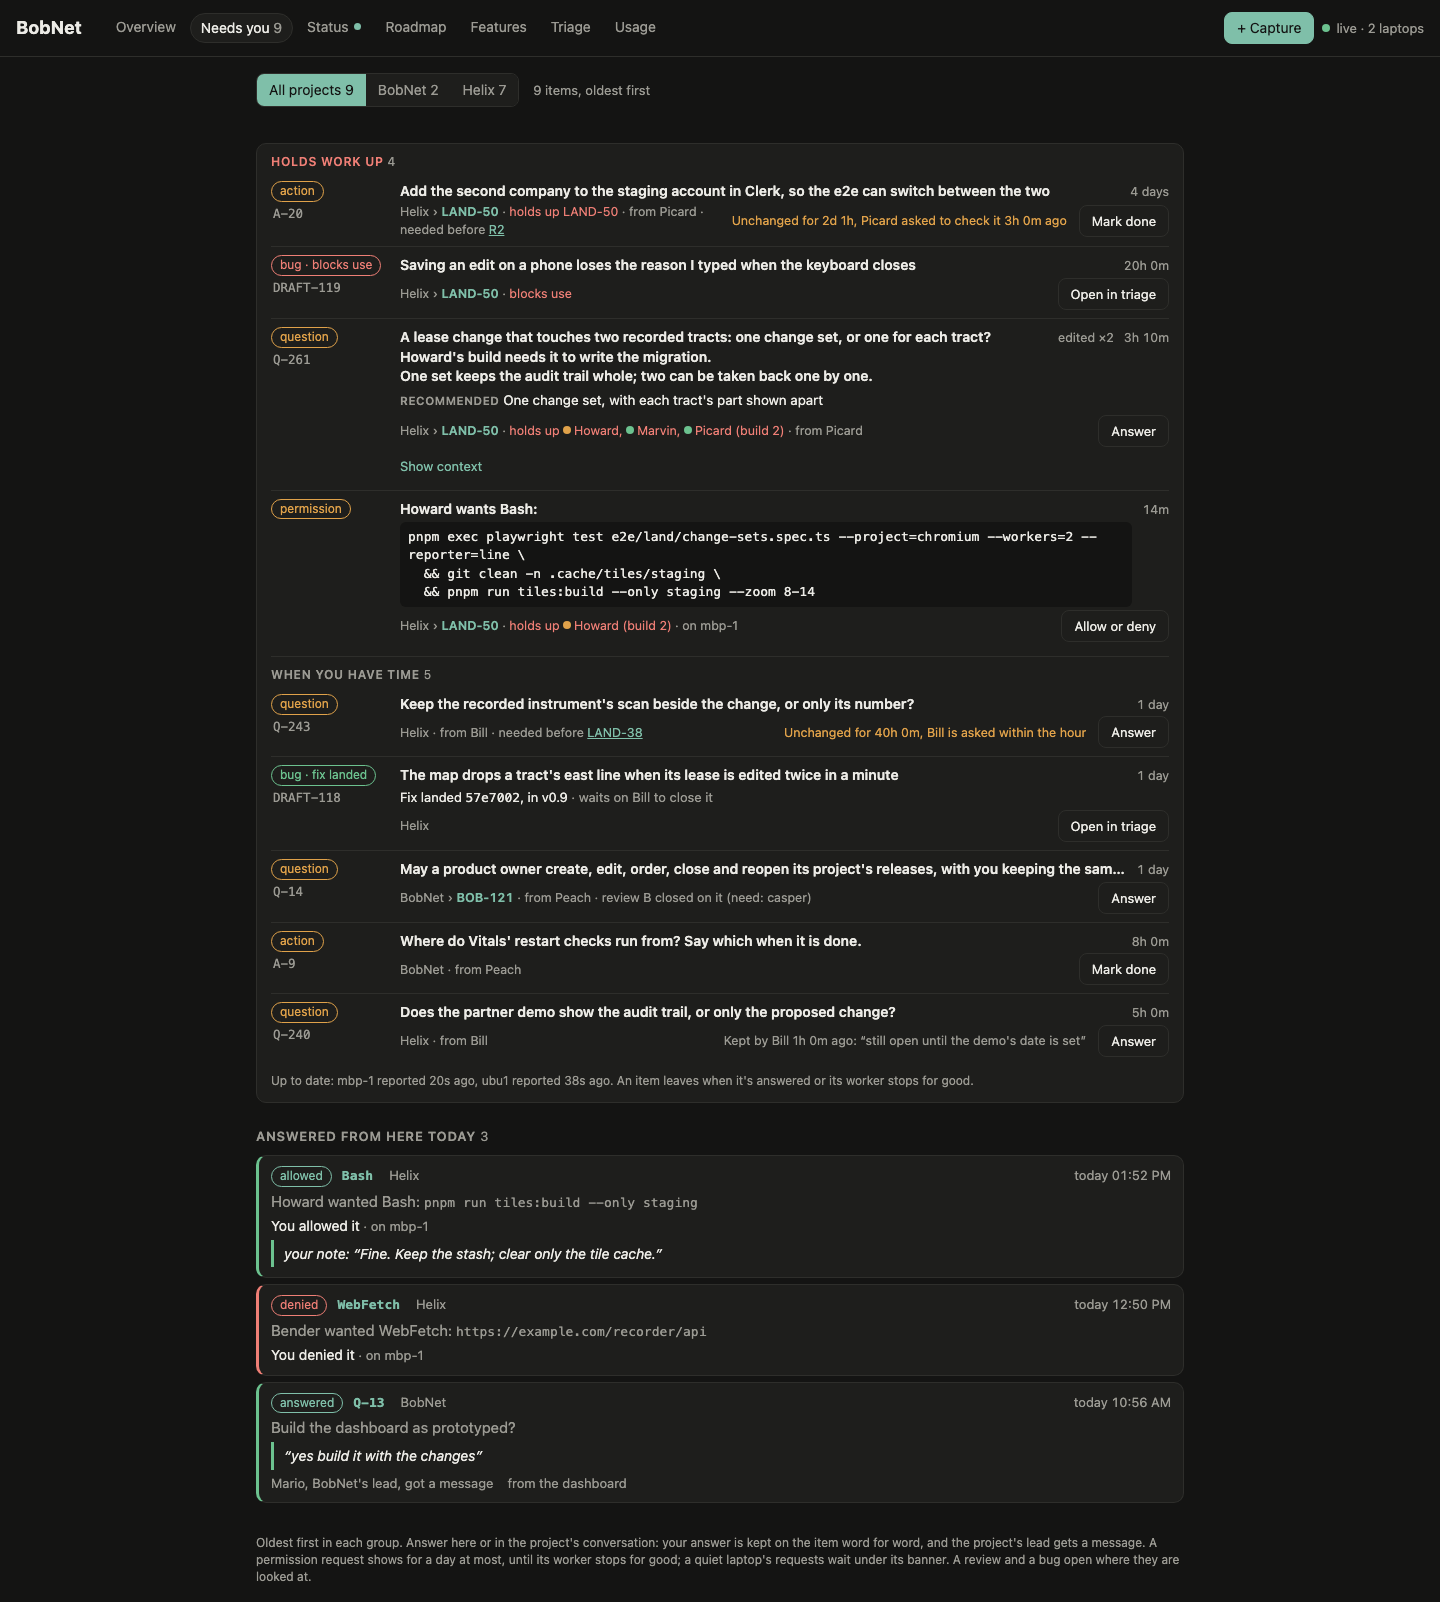 BobNet Overview Needs you 9 Status Roadmap Features Triage Usage + Capture live · 2 laptops
All projects 9 BobNet 2 Helix 7 9 items, oldest first
HOLDS WORK UP 4
action Add the second company to the staging account in Clerk, so the e2e can switch between the two 4 days
A-20 Helix › LAND-50 · holds up LAND-50 · from Picard ·
needed before R2 Unchanged for 2d 1h, Picard asked to check it 3h 0m ago Mark done
bug · blocks use Saving an edit on a phone loses the reason I typed when the keyboard closes 20h 0m
DRAFT-119 Helix › LAND-50 · blocks use Open in triage
question A lease change that touches two recorded tracts: one change set, or one for each tract? edited ×2 3h 10m
Q-261 Howard's build needs it to write the migration.
One set keeps the audit trail whole; two can be taken back one by one.
RECOMMENDED One change set, with each tract's part shown apart
Helix › LAND-50 · holds up Howard, Marvin, Picard (build 2) · from Picard Answer
Show context
permission Howard wants Bash: 14m
pnpm exec playwright test e2e/land/change-sets.spec.ts --project=chromium --workers=2 --
reporter=line \
&& git clean -n .cache/tiles/staging \
&& pnpm run tiles:build --only staging --zoom 8-14
Helix › LAND-50 · holds up Howard (build 2) · on mbp-1 Allow or deny
WHEN YOU HAVE TIME 5
question Keep the recorded instrument's scan beside the change, or only its number? 1 day
Q-243 Helix · from Bill · needed before LAND-38 Unchanged for 40h 0m, Bill is asked within the hour Answer
bug · fix landed The map drops a tract's east line when its lease is edited twice in a minute 1 day
DRAFT-118 Fix landed 57e7002, in v0.9 · waits on Bill to close it
Helix Open in triage
question May a product owner create, edit, order, close and reopen its project's releases, with you keeping the sam... 1 day
Q-14 BobNet › BOB-121 · from Peach · review B closed on it (need: casper) Answer
action Where do Vitals' restart checks run from? Say which when it is done. 8h 0m
A-9 BobNet · from Peach Mark done
question Does the partner demo show the audit trail, or only the proposed change? 5h 0m
Q-240 Helix · from Bill Kept by Bill 1h 0m ago: “still open until the demo's date is set” Answer
Up to date: mbp-1 reported 20s ago, ubu1 reported 38s ago. An item leaves when it's answered or its worker stops for good.
ANSWERED FROM HERE TODAY 3
allowed Bash Helix today 01:52 PM
Howard wanted Bash: pnpm run tiles:build --only staging
You allowed it · on mbp-1
your note: “Fine. Keep the stash; clear only the tile cache.”
denied WebFetch Helix today 12:50 PM
Bender wanted WebFetch: https://example.com/recorder/api
You denied it · on mbp-1
answered Q-13 BobNet today 10:56 AM
Build the dashboard as prototyped?
“yes build it with the changes”
Mario, BobNet's lead, got a message from the dashboard
Oldest first in each group. Answer here or in the project's conversation: your answer is kept on the item word for word, and the project's lead gets a message. A
permission request shows for a day at most, until its worker stops for good; a quiet laptop's requests wait under its banner. A review and a bug open where they are
looked at.